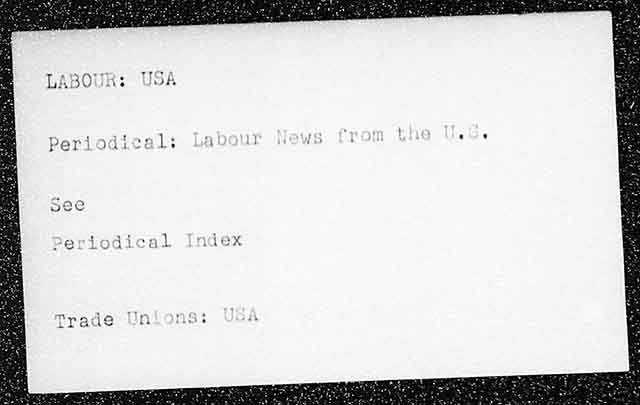 LABOUR: USA
Periodical: Labour News from the U.S.
See
Periodical Index
Trade Unions: USA